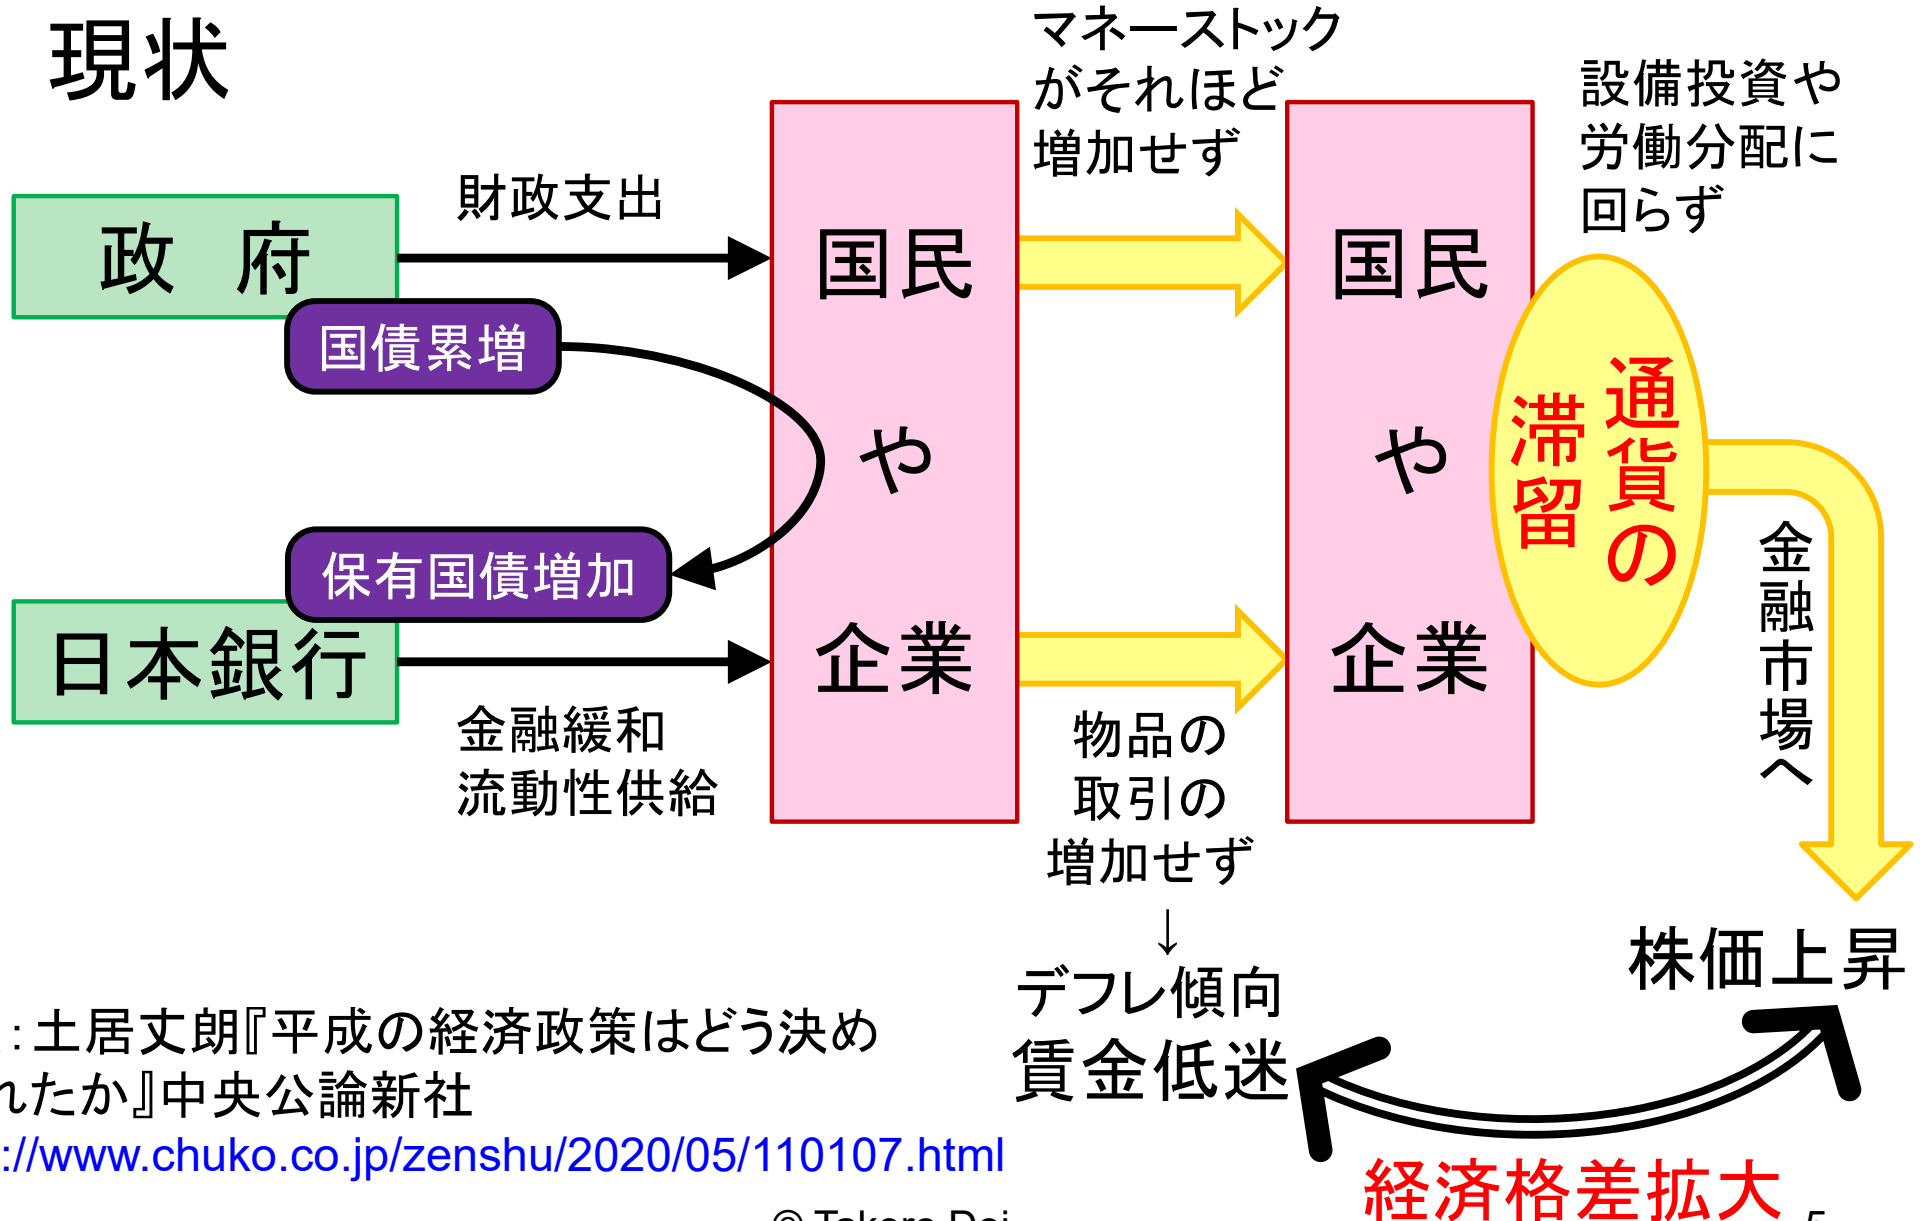 現状
マネーストック
がそれほど
増加せず
設備投資や
労働分配に
回らず
政 府
財政支出
国債累増
国民
や
企業
国民
や
企業
通貨の
滞留
保有国債増加
日本銀行
金融緩和
流動性供給
物品の
取引の
増加せず
↓
デフレ傾向
賃金低迷
金融市場へ
株価上昇
経済格差拡大
:土居丈朗『平成の経済政策はどう決め
れたか』中央公論新社
://www.chuko.co.jp/zenshu/2020/05/110107.html
© Takero Doi
5